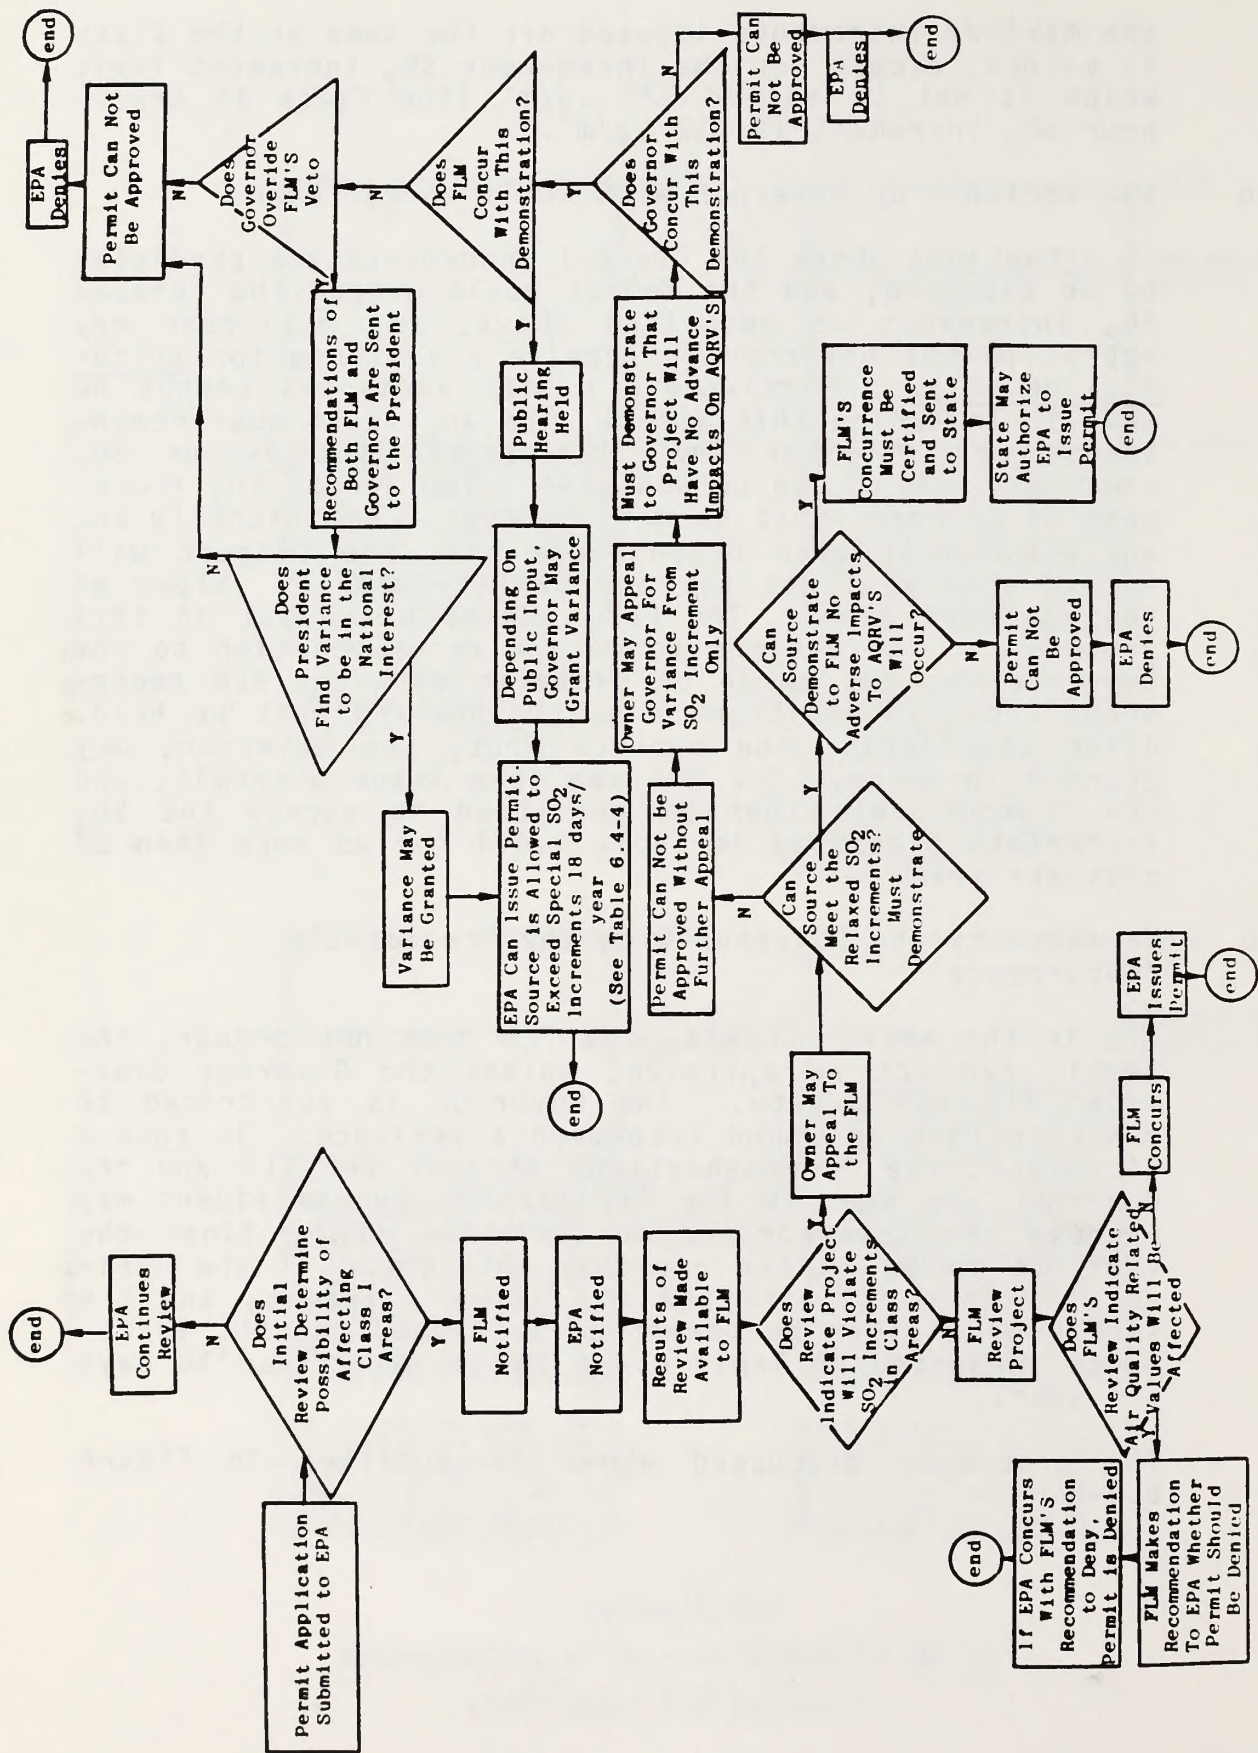 Permit Application
Submitted to EPA
Does
Initial
Review Determine
Possibility of
Affecting
Class I
Areas?
N
EPA
Continues
Review
end
Y
FLM
Notified
EPA
Notified
Results of
Review Made
Available
to FLM
Does
Review
Indicate Project
Will Violate
SO2 Increments
in Class I
Areas?
N
FLM
Review
Project
Does
FLM'S
Review Indicate
Air Quality Related
Values Will Be
Affected
Y
FLM Makes
Recommendation
To EPA Whether
Permit Should
Be Denied
If EPA Concurs
With FLM'S
Recommendation
to Deny,
Permit is Denied
end
N
FLM
Concurs
EPA
Issues
Permit
end
Y
Owner May
Appeal To
the FLM
Can
Source
Meet the
Relaxed SO2
Increments?
Must
Demonstrate
Y
Can
Source
Demonstrate
to FLM No
Adverse Impacts
To AQRV'S
Will
Occur?
Y
FLM'S
Concurrence
Must Be
Certified
and Sent
to State
State May
Authorize
EPA to
Issue
Permit
end
N
Permit
Can Not
Be
Approved
EPA
Denies
end
N
Permit Can Not Be
Approved Without
Further Appeal
Owner May Appeal
Governor For
Variance From
SO2 Increment
Only
Must Demonstrate
to Governor That
Project Will
Have No Advance
Impacts On AQRV'S
Does
Governor
Concur With
This
Demonstration?
N
Permit Can
Not Be
Approved
EPA
Denies
end
Y
Does
FLM
Concur
With This
Demonstration?
Y
Public
Hearing
Held
Depending On
Public Input,
Governor May
Grant Variance
EPA Can Issue Permit.
Source is Allowed to
Exceed Special SO2
Increments 18 days/
year
(See Table 6.4-4)
end
N
Does
Governor
Overide
FLM'S
Veto
N
Permit Can Not
Be Approved
EPA
Denies
end
Y
Recommendations of
Both FLM and
Governor Are Sent
to the President
Does
President
Find Variance
to be in the
National
Interest?
N
Y
Variance May
Be Granted